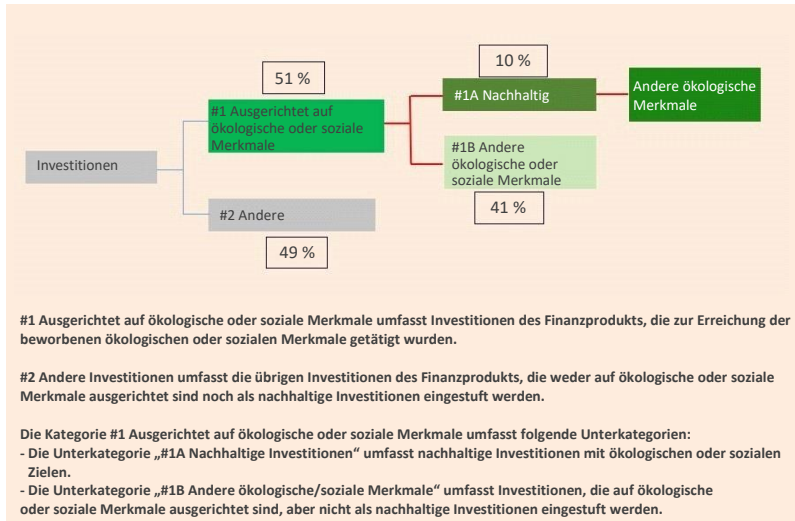 51 %
10 %
#1 Ausgerichtet auf
ökologische oder soziale
Merkmale
#1A Nachhaltig
Andere ökologische
Merkmale
Investitionen
#1B Andere
ökologische oder
soziale Merkmale
41 %
#2 Andere
49 %
#1 Ausgerichtet auf ökologische oder soziale Merkmale umfasst Investitionen des Finanzprodukts, die zur Erreichung der
beworbenen ökologischen oder sozialen Merkmale getätigt wurden.
#2 Andere Investitionen umfasst die übrigen Investitionen des Finanzprodukts, die weder auf ökologische oder soziale
Merkmale ausgerichtet sind noch als nachhaltige Investitionen eingestuft werden.
Die Kategorie #1 Ausgerichtet auf ökologische oder soziale Merkmale umfasst folgende Unterkategorien:
- Die Unterkategorie „#1A Nachhaltige Investitionen“ umfasst nachhaltige Investitionen mit ökologischen oder sozialen
Zielen.
- Die Unterkategorie „#1B Andere ökologische/soziale Merkmale“ umfasst Investitionen, die auf ökologische
oder soziale Merkmale ausgerichtet sind, aber nicht als nachhaltige Investitionen eingestuft werden.